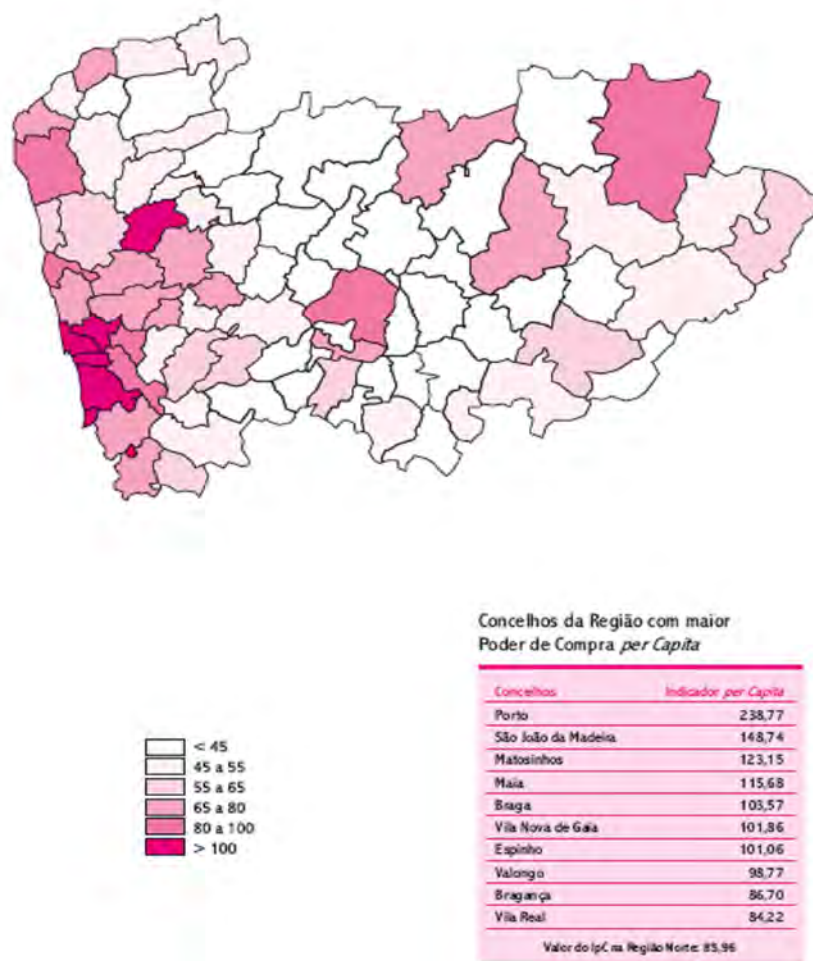 Concelhos da Região com maior
Poder de Compra per Capita
Concelhos Indicador per Capita
Porto 238,77
São João da Madeira 148,74
Matosinhos 123,15
Maia 115,68
Braga 103,57
Vila Nova de Gaia 101,86
Espinho 101,06
Valongo 98,77
Bragança 86,70
Vila Real 84,22
Valor do IpC na Região Norte: 85,96
< 45
45 a 55
55 a 65
65 a 80
80 a 100
> 100